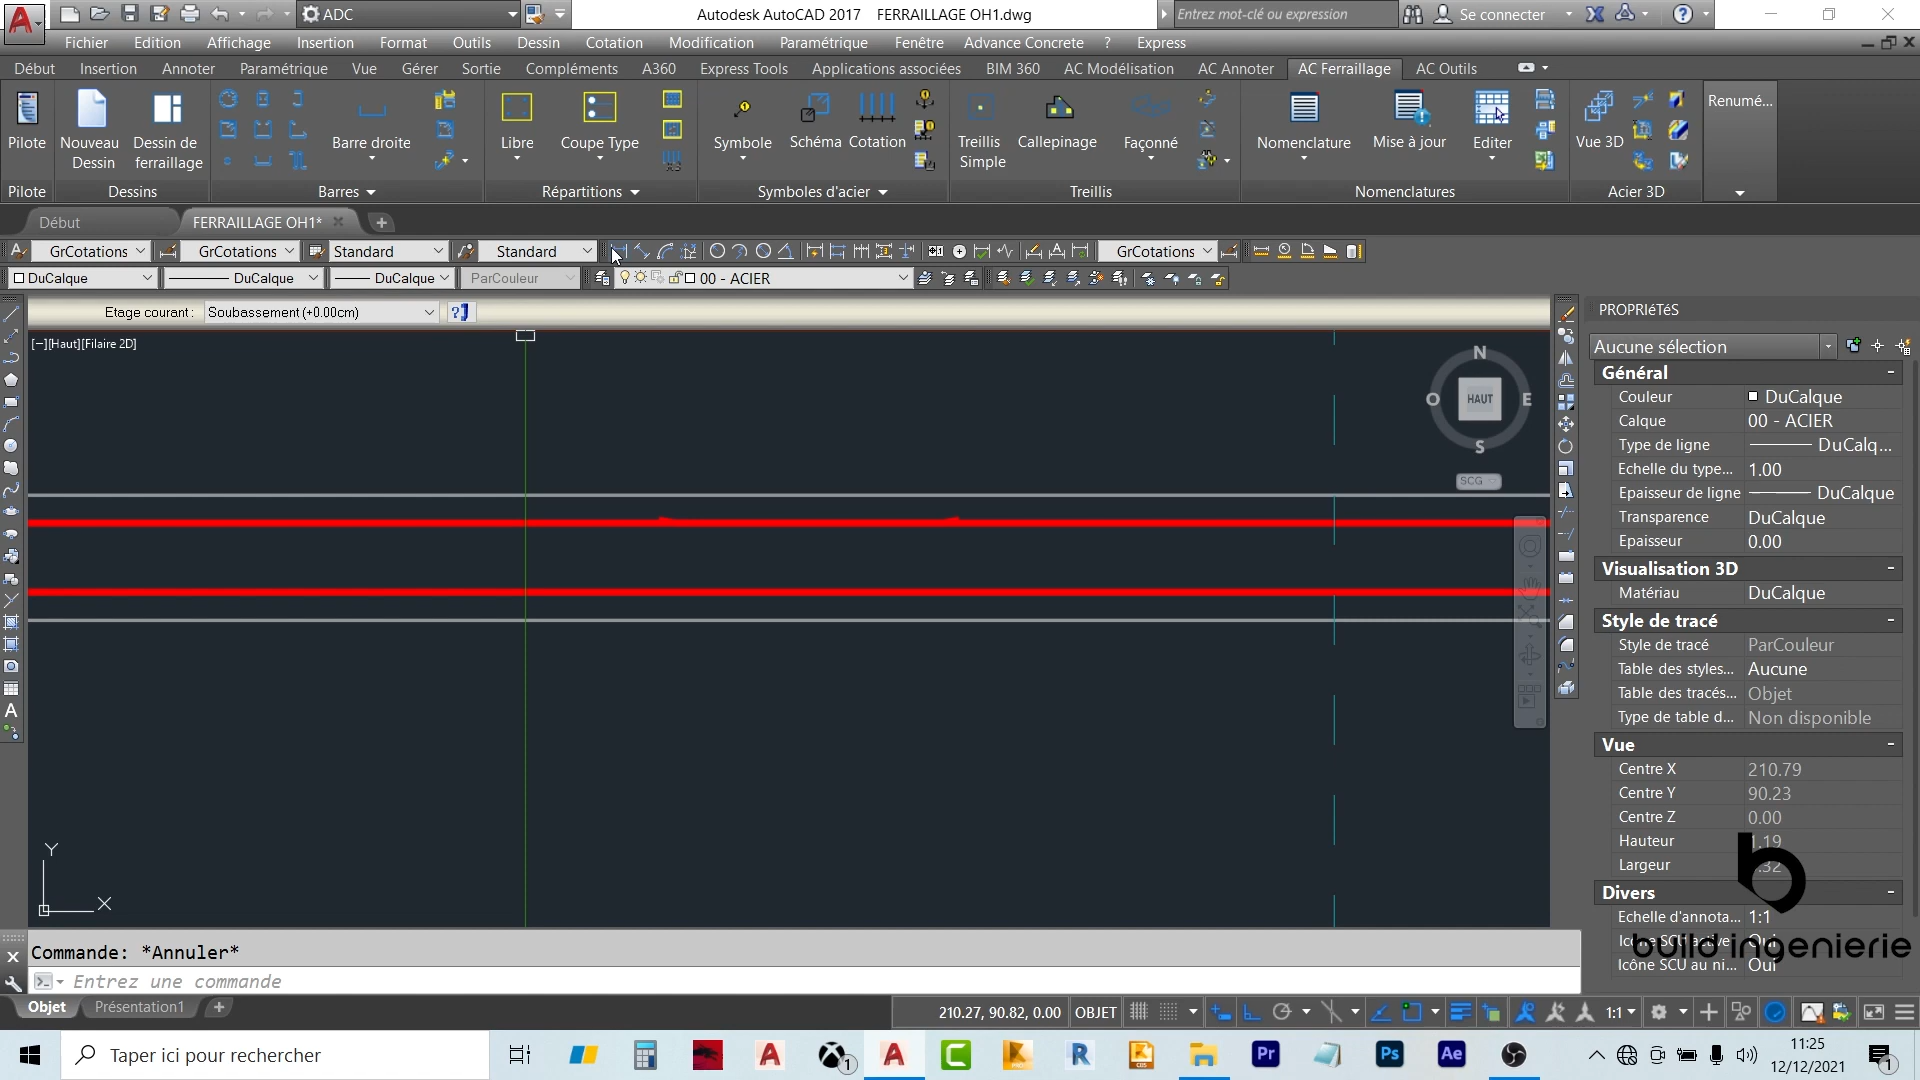 ADC
Autodesk AutoCAD 2017 FERRAILLAGE OH1.dwg
Entrez mot-clé ou expression
Se connecter
Fichier Edition Affichage Insertion Format Outils Dessin Cotation Modification Paramétrique Fenêtre Advance Concrete ? Express
Début Insertion Annoter Paramétrique Vue Gérer Sortie Compléments A360 Express Tools Applications associées BIM 360 AC Modélisation AC Annoter AC Ferraillage AC Outils
Pilote
Nouveau Dessin
Dessin de ferraillage
Barre droite
Libre
Coupe Type
Symbole
Schéma
Cotation
Treillis Simple
Callepinage
Façonné
Nomenclature
Mise à jour
Editer
Vue 3D
Renumé...
Pilote Dessins Barres Répartitions Symboles d'acier Treillis Nomenclatures Acier 3D
Début FERRAILLAGE OH1*
GrCotations GrCotations Standard Standard GrCotations
DuCalque DuCalque DuCalque ParCouleur 00 - ACIER
Etage courant : Soubassement (+0.00cm)
[−][Haut][Filaire 2D]
N
O HAUT E
S
SCG
Y
X
PROPRIéTéS
Aucune sélection
Général
Couleur DuCalque
Calque 00 - ACIER
Type de ligne DuCalq...
Echelle du type... 1.00
Epaisseur de ligne DuCalque
Transparence DuCalque
Epaisseur 0.00
Visualisation 3D
Matériau DuCalque
Style de tracé
Style de tracé ParCouleur
Table des styles... Aucune
Table des tracés... Objet
Type de table d... Non disponible
Vue
Centre X 210.79
Centre Y 90.23
Centre Z 0.00
Hauteur 1.19
Largeur
Divers
Echelle d'annota... 1:1
Oui
Icône SCU au ni... Oui
build ingenierie
Commande: *Annuler*
Entrez une commande
Objet Présentation1
210.27, 90.82, 0.00 OBJET 1:1
Taper ici pour rechercher
1
Pr
Ps
Ae
11:25
12/12/2021
1